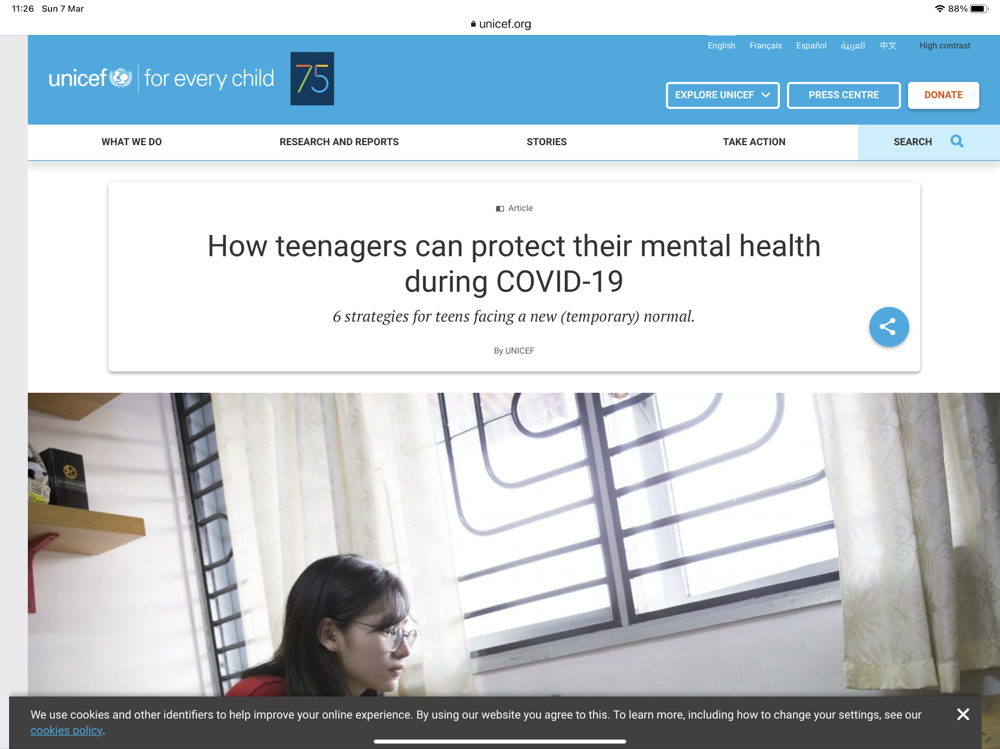 11:26 Sun 7 Mar
88%
unicef.org
English Français Español العربية 中文 High contrast
unicef for every child 75
EXPLORE UNICEF PRESS CENTRE DONATE
WHAT WE DO RESEARCH AND REPORTS STORIES TAKE ACTION SEARCH
Article
How teenagers can protect their mental health
during COVID-19
6 strategies for teens facing a new (temporary) normal.
By UNICEF
We use cookies and other identifiers to help improve your online experience. By using our website you agree to this. To learn more, including how to change your settings, see our
cookies policy.